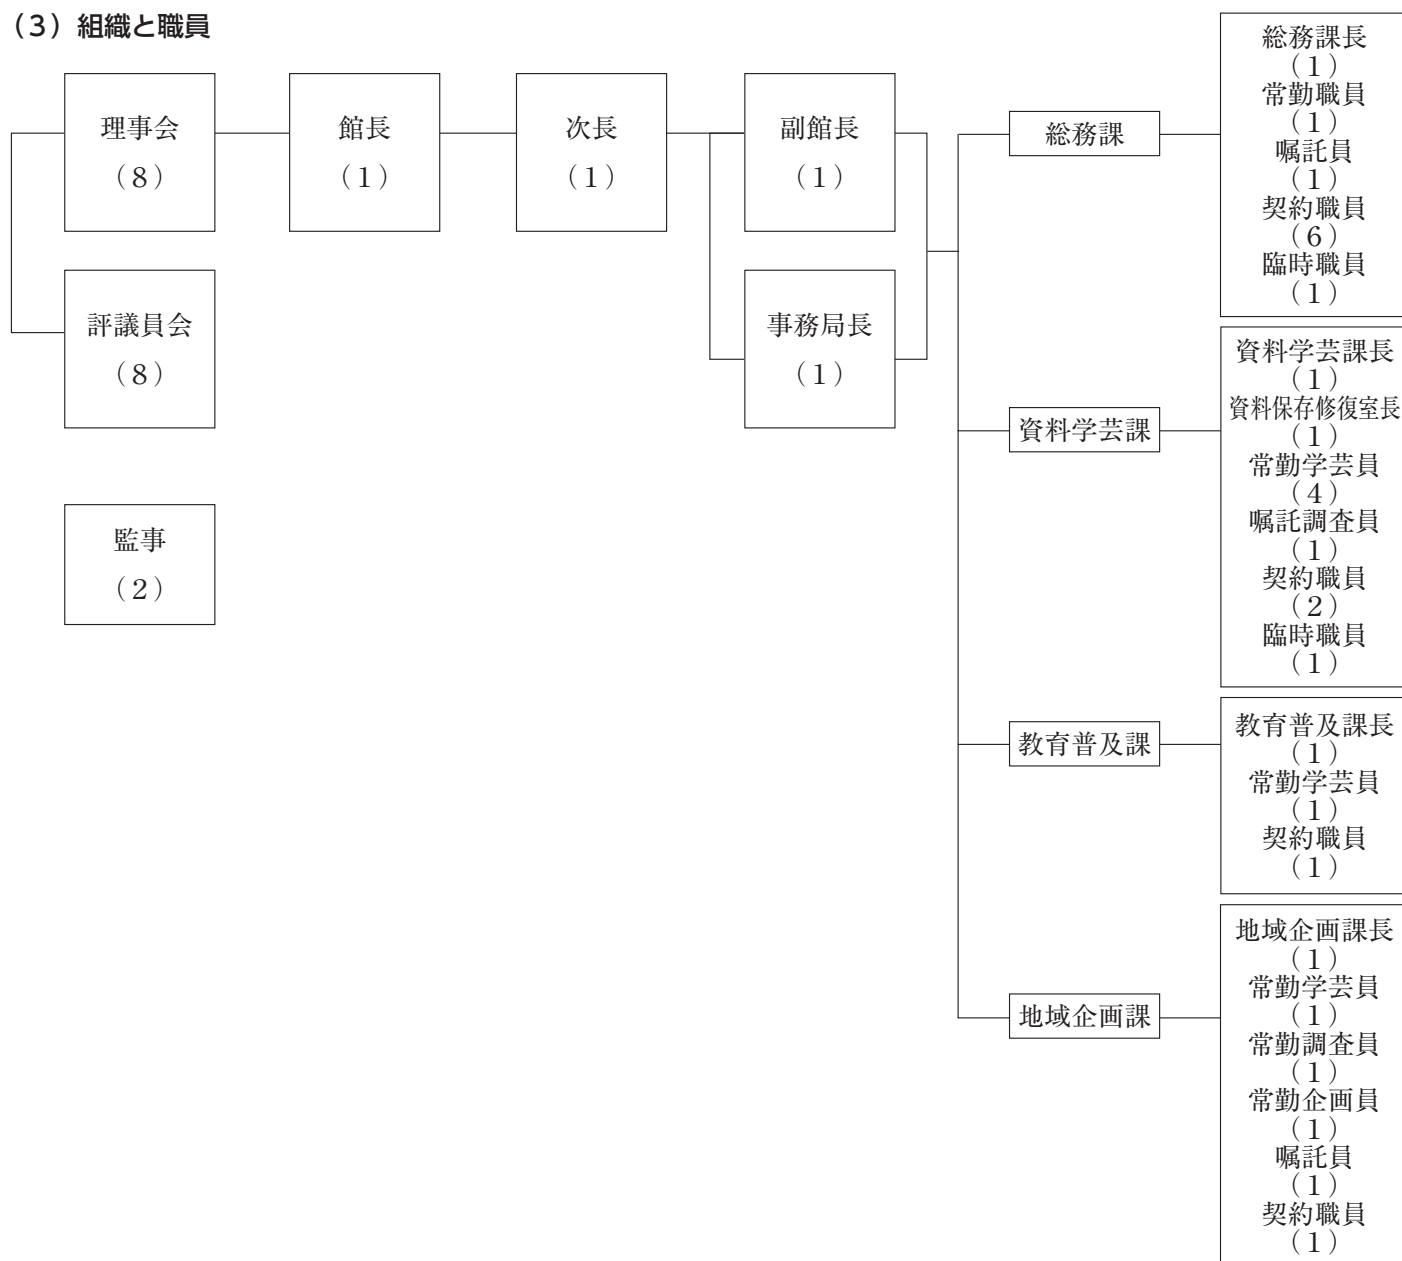 （3）組織と職員
理事会
（8）
館長
（1）
次長
（1）
副館長
（1）
評議員会
（8）
事務局長
（1）
監事
（2）
総務課
総務課長
（1）
常勤職員
（1）
嘱託員
（1）
契約職員
（6）
臨時職員
（1）
資料学芸課
資料学芸課長
（1）
資料保存修復室長
（1）
常勤学芸員
（4）
嘱託調査員
（1）
契約職員
（2）
臨時職員
（1）
教育普及課
教育普及課長
（1）
常勤学芸員
（1）
契約職員
（1）
地域企画課
地域企画課長
（1）
常勤学芸員
（1）
常勤調査員
（1）
常勤企画員
（1）
嘱託員
（1）
契約職員
（1）